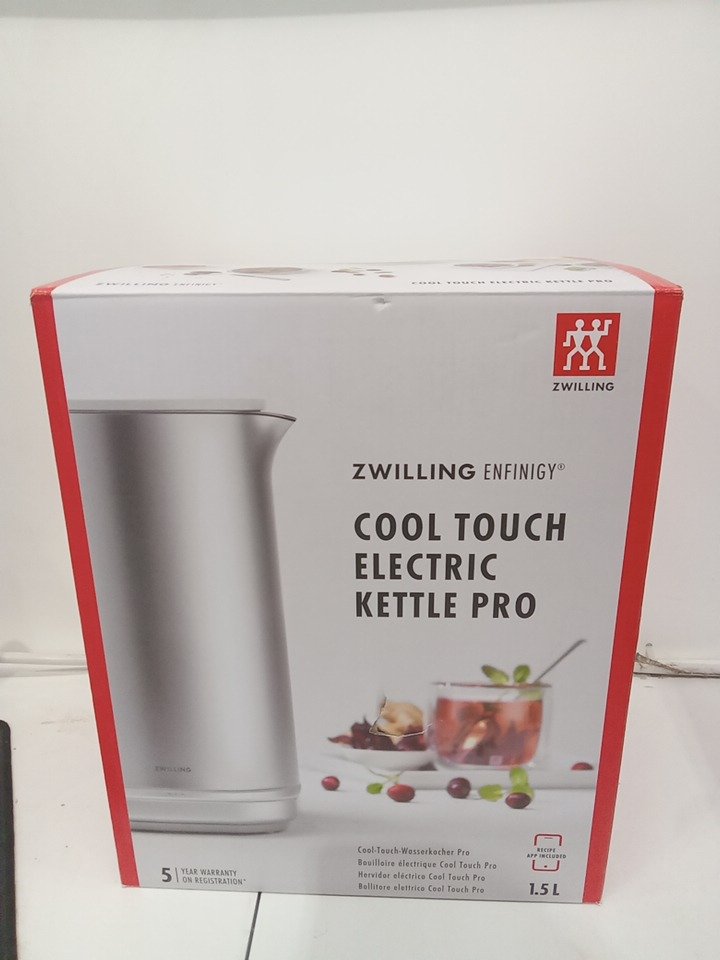 ZWILLING ENFINIGY
COOL TOUCH ELECTRIC KETTLE PRO
ZWILLING
ZWILLING ENFINIGY®
COOL TOUCH
ELECTRIC
KETTLE PRO
ZWILLING
Cool-Touch-Wasserkocher Pro
Bouilloire électrique Cool Touch Pro
Hervidor eléctrico Cool Touch Pro
Bollitore elettrico Cool Touch Pro
5 YEAR WARRANTY
ON REGISTRATION*
RECIPE
APP INCLUDED
1.5 L